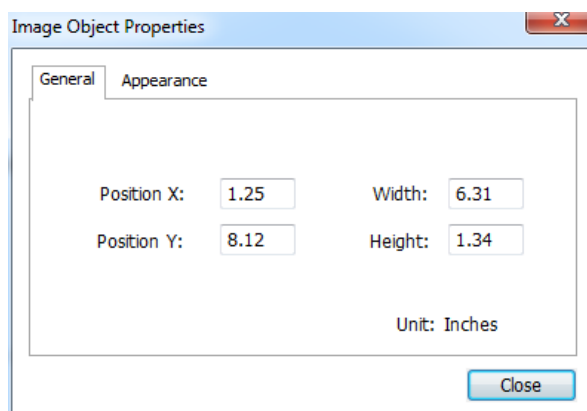 Image Object Properties
General Appearance
Position X: 1.25 Width: 6.31
Position Y: 8.12 Height: 1.34
Unit: Inches
Close